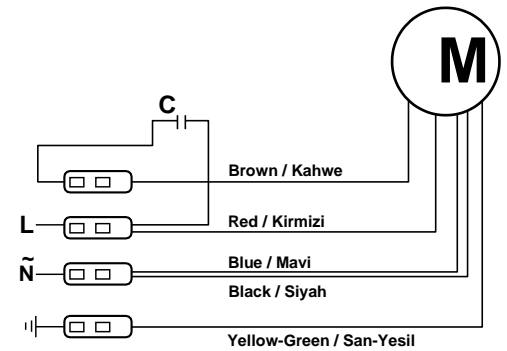 M
C
Brown / Kahwe
L
Red / Kirmizi
Ñ
Blue / Mavi
Black / Siyah
Yellow-Green / San-Yesil